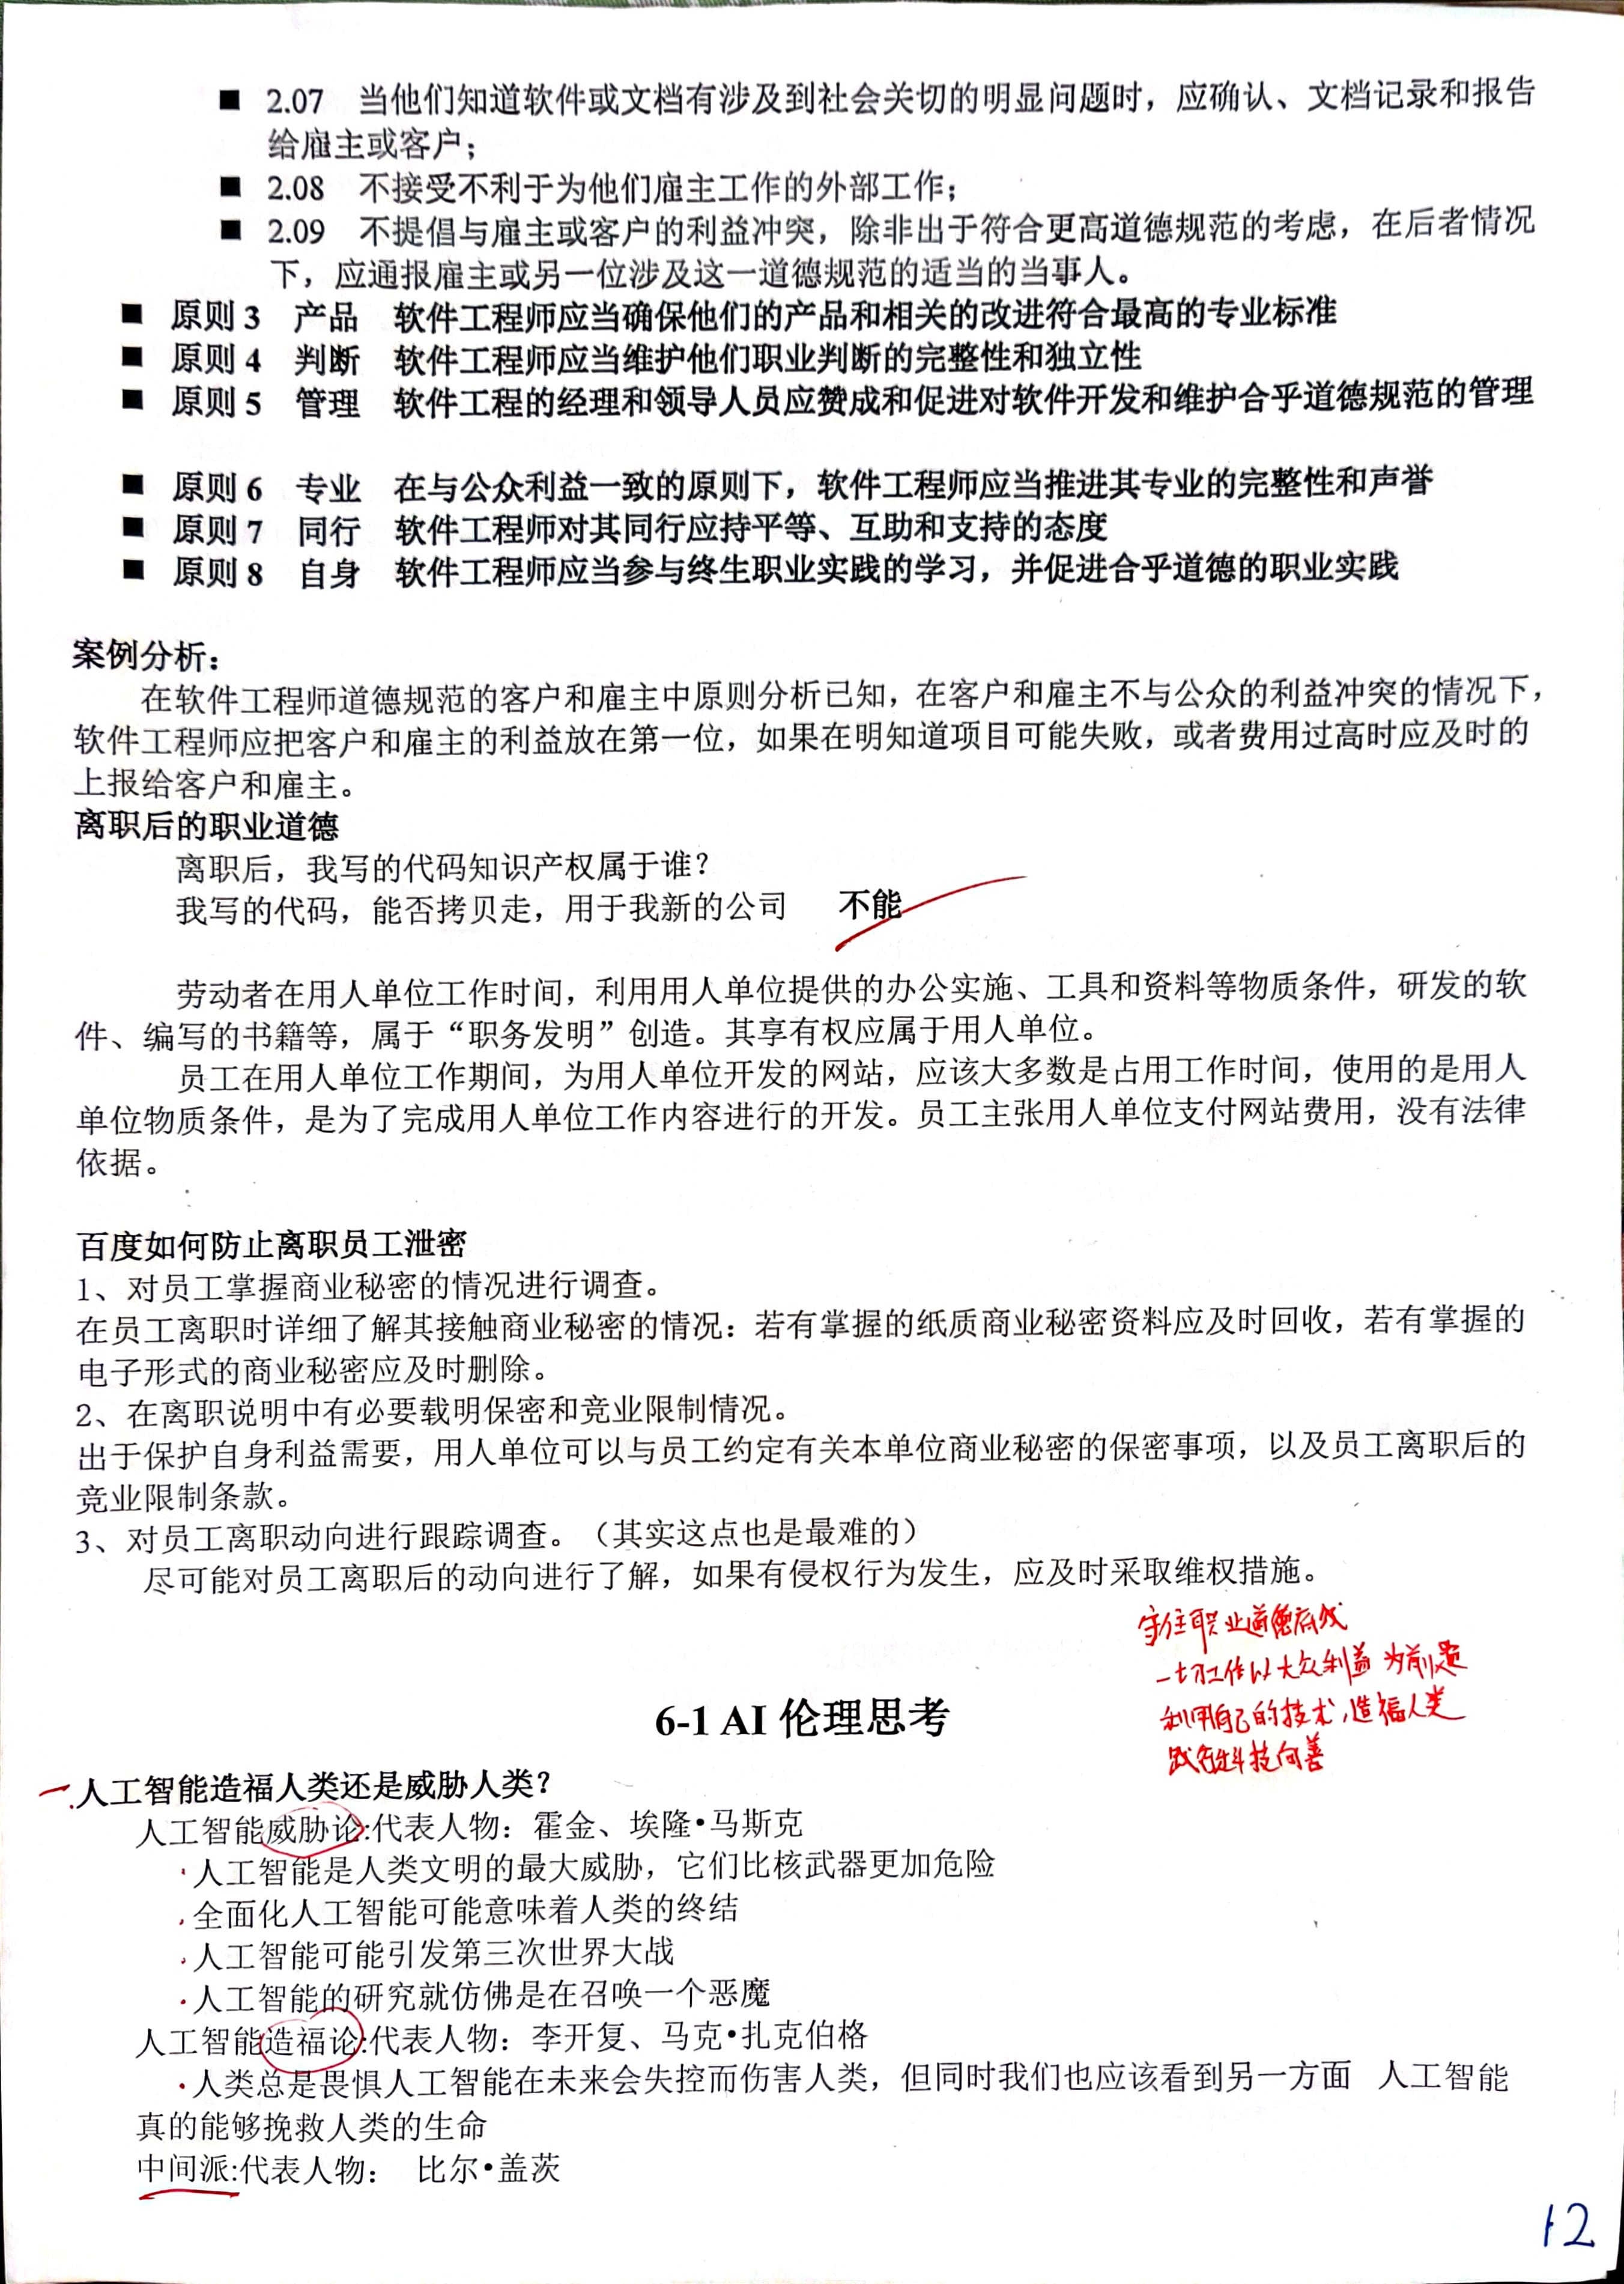 ■ 2.07 当他们知道软件或文档有涉及到社会关切的明显问题时，应确认、文档记录和报告
给雇主或客户；
■ 2.08 不接受不利于为他们雇主工作的外部工作；
■ 2.09 不提倡与雇主或客户的利益冲突，除非出于符合更高道德规范的考虑，在后者情况
下，应通报雇主或另一位涉及这一道德规范的适当的当事人。
■ 原则 3 产品 软件工程师应当确保他们的产品和相关的改进符合最高的专业标准
■ 原则 4 判断 软件工程师应当维护他们职业判断的完整性和独立性
■ 原则 5 管理 软件工程的经理和领导人员应赞成和促进对软件开发和维护合乎道德规范的管理
■ 原则 6 专业 在与公众利益一致的原则下，软件工程师应当推进其专业的完整性和声誉
■ 原则 7 同行 软件工程师对其同行应持平等、互助和支持的态度
■ 原则 8 自身 软件工程师应当参与终生职业实践的学习，并促进合乎道德的职业实践
案例分析：
在软件工程师道德规范的客户和雇主中原则分析已知，在客户和雇主不与公众的利益冲突的情况下，
软件工程师应把客户和雇主的利益放在第一位，如果在明知道项目可能失败，或者费用过高时应及时的
上报给客户和雇主。
离职后的职业道德
离职后，我写的代码知识产权属于谁？
我写的代码，能否拷贝走，用于我新的公司 不能
劳动者在用人单位工作时间，利用用人单位提供的办公实施、工具和资料等物质条件，研发的软
件、编写的书籍等，属于“职务发明”创造。其享有权应属于用人单位。
员工在用人单位工作期间，为用人单位开发的网站，应该大多数是占用工作时间，使用的是用人
单位物质条件，是为了完成用人单位工作内容进行的开发。员工主张用人单位支付网站费用，没有法律
依据。
百度如何防止离职员工泄密
1、对员工掌握商业秘密的情况进行调查。
在员工离职时详细了解其接触商业秘密的情况：若有掌握的纸质商业秘密资料应及时回收，若有掌握的
电子形式的商业秘密应及时删除。
2、在离职说明中有必要载明保密和竞业限制情况。
出于保护自身利益需要，用人单位可以与员工约定有关本单位商业秘密的保密事项，以及员工离职后的
竞业限制条款。
3、对员工离职动向进行跟踪调查。（其实这点也是最难的）
尽可能对员工离职后的动向进行了解，如果有侵权行为发生，应及时采取维权措施。
守住职业道德底线
一切工作以大众利益为前提
利用自己的技术，造福人类
践行科技向善
6-1 AI 伦理思考
一.人工智能造福人类还是威胁人类？
人工智能威胁论:代表人物：霍金、埃隆•马斯克
·人工智能是人类文明的最大威胁，它们比核武器更加危险
·全面化人工智能可能意味着人类的终结
·人工智能可能引发第三次世界大战
·人工智能的研究就仿佛是在召唤一个恶魔
人工智能造福论:代表人物：李开复、马克•扎克伯格
·人类总是畏惧人工智能在未来会失控而伤害人类，但同时我们也应该看到另一方面 人工智能
真的能够挽救人类的生命
中间派:代表人物： 比尔•盖茨
12